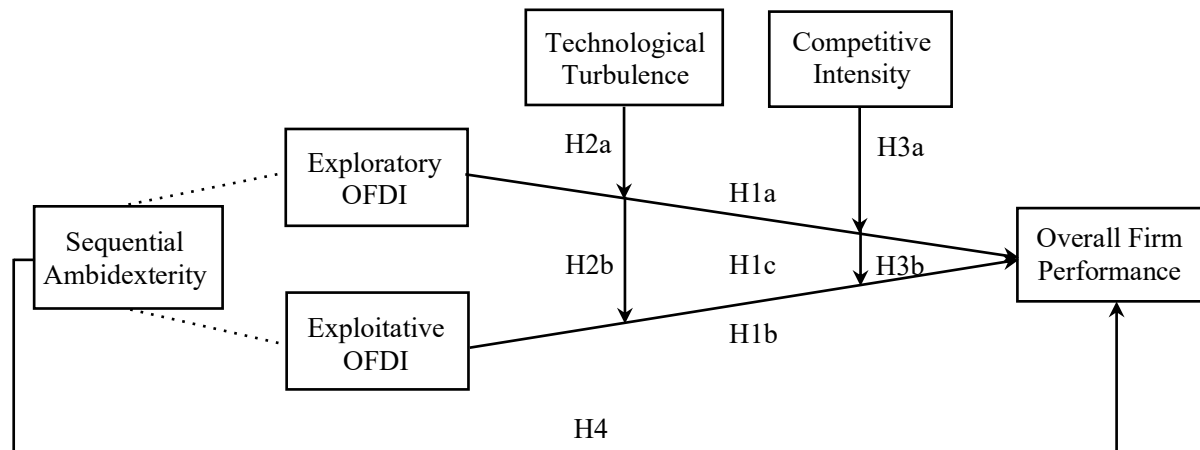 Technological
Turbulence
Competitive
Intensity
H2a
H3a
Exploratory
OFDI
H1a
Sequential
Ambidexterity
H2b
H1c
H3b
Overall Firm
Performance
Exploitative
OFDI
H1b
H4